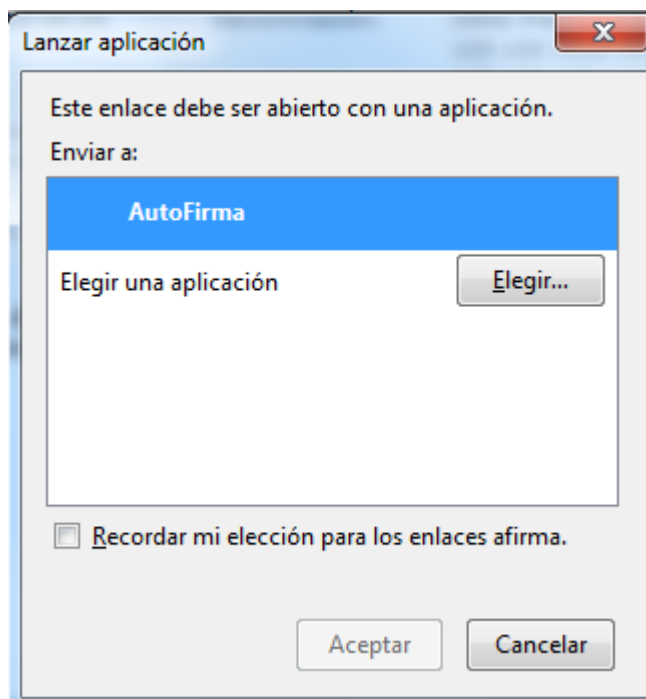 Lanzar aplicación
Este enlace debe ser abierto con una aplicación.
Enviar a:
AutoFirma
Elegir una aplicación
Elegir...
Recordar mi elección para los enlaces afirma.
Aceptar
Cancelar